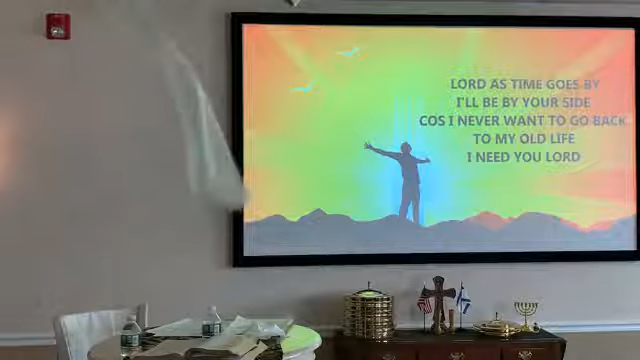 LORD AS TIME GOES BY
I'LL BE BY YOUR SIDE
COS I NEVER WANT TO GO BACK
TO MY OLD LIFE
I NEED YOU LORD